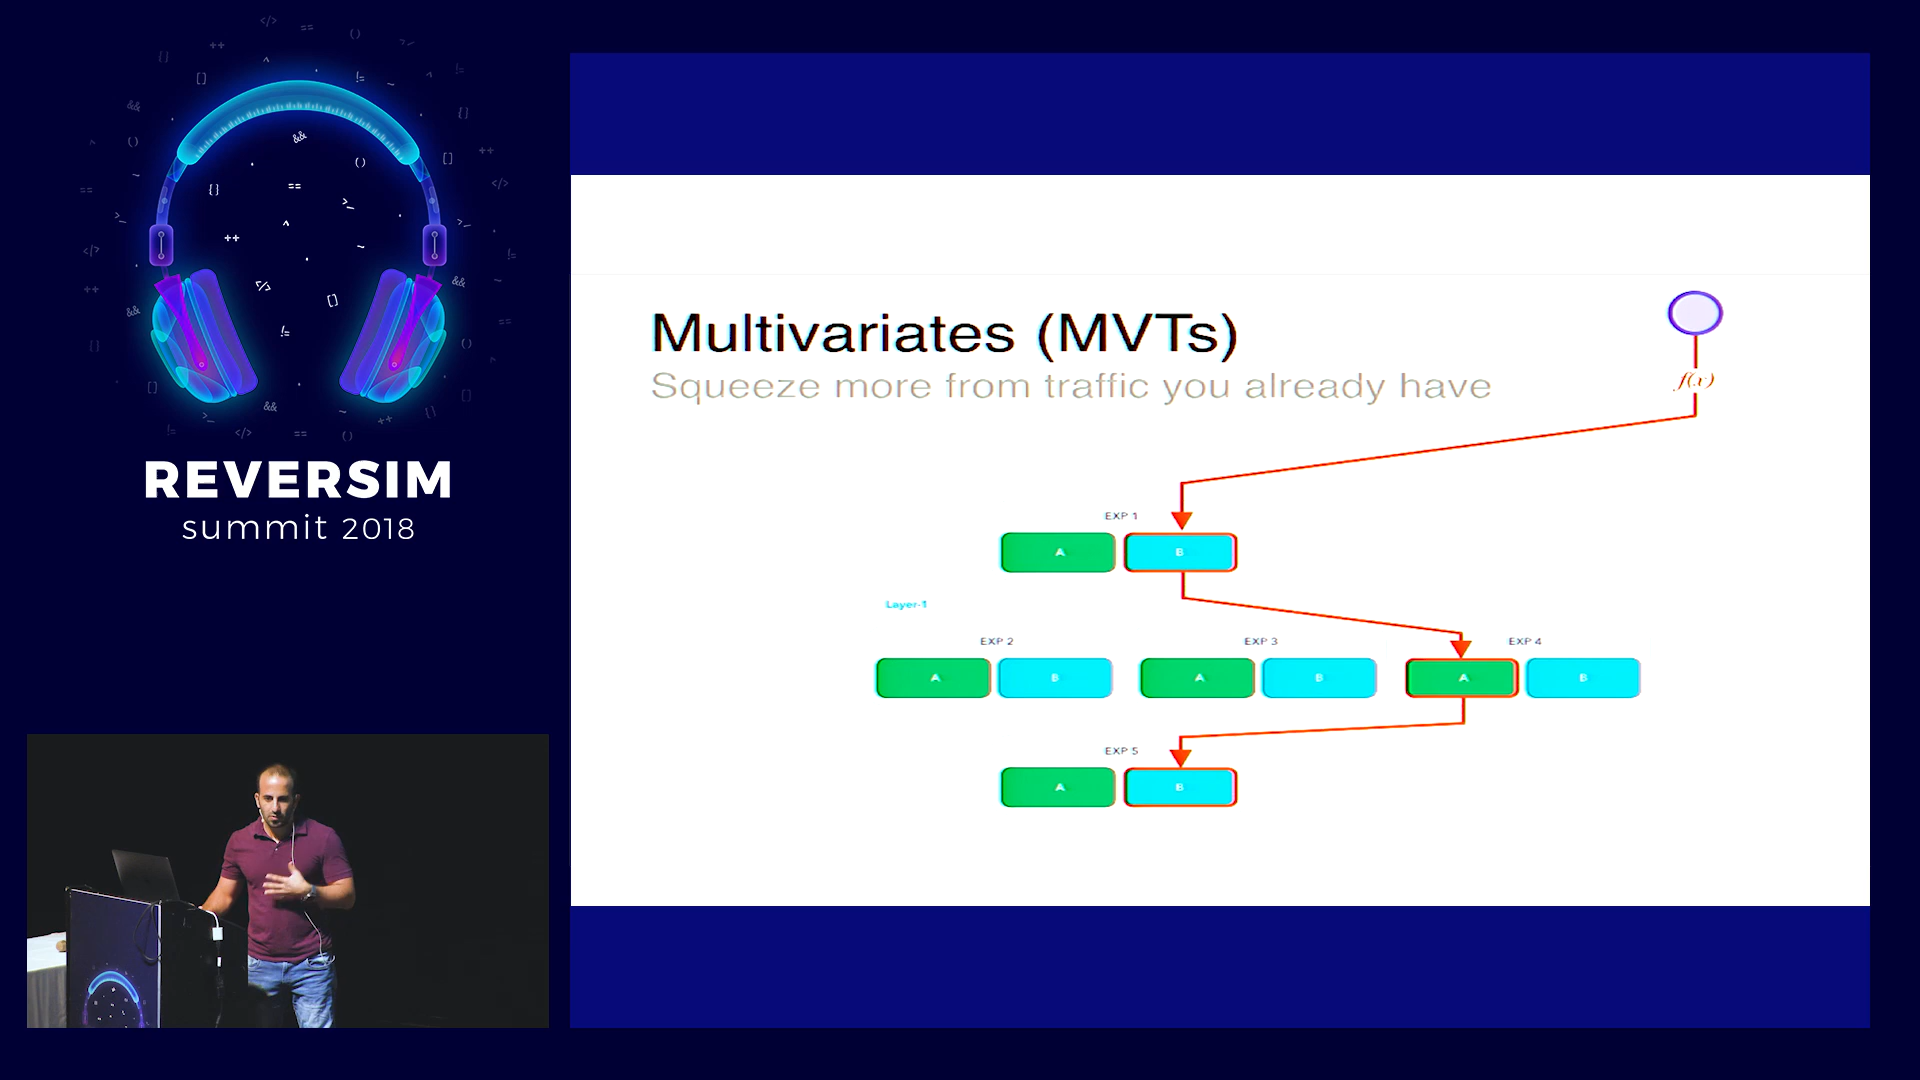 REVERSIM
summit 2018
Multivariates (MVTs)
Squeeze more from traffic you already have
f(x)
EXP 1
A
B
Layer-1
EXP 2
EXP 3
EXP 4
A
B
A
B
A
B
EXP 5
A
B